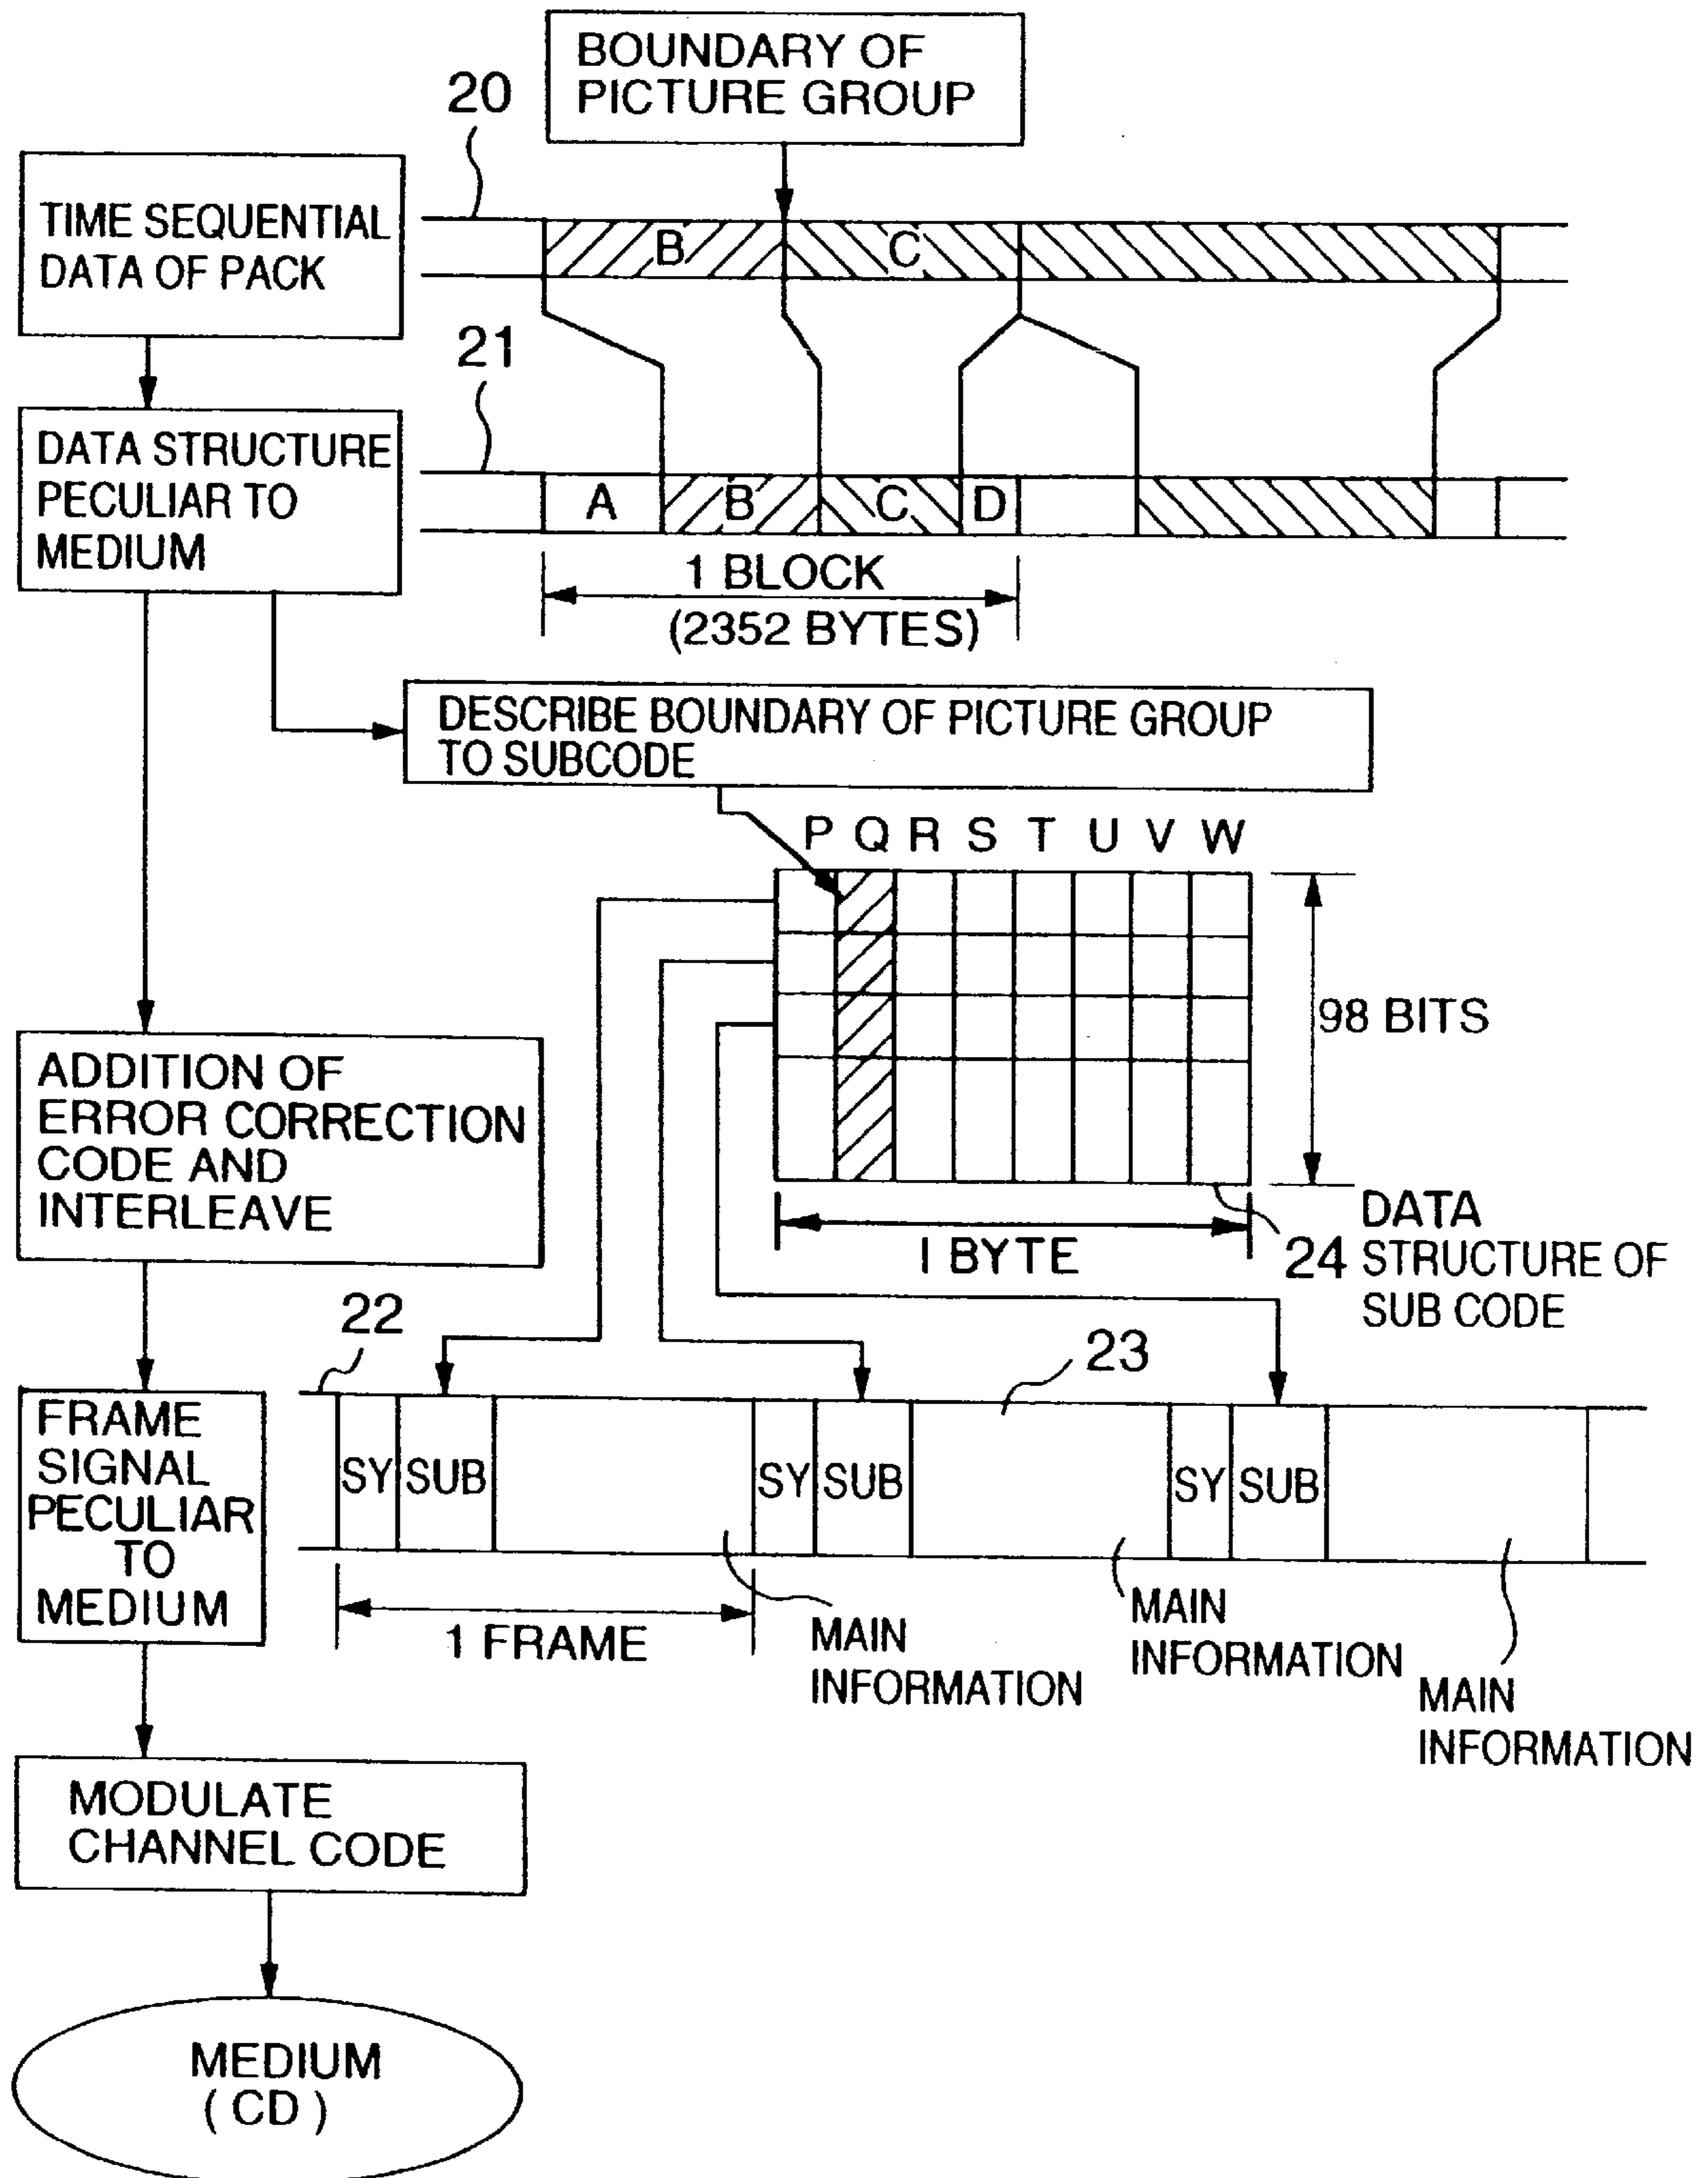 BOUNDARY OF
PICTURE GROUP
20
TIME SEQUENTIAL
DATA OF PACK
B
C
21
DATA STRUCTURE
PECULIAR TO
MEDIUM
A
B
C
D
1 BLOCK
(2352 BYTES)
DESCRIBE BOUNDARY OF PICTURE GROUP
TO SUBCODE
P Q R S T U V W
98 BITS
ADDITION OF
ERROR CORRECTION
CODE AND
INTERLEAVE
1 BYTE
24
DATA
STRUCTURE OF
SUB CODE
22
23
FRAME
SIGNAL
PECULIAR
TO
MEDIUM
SY SUB
SY SUB
SY SUB
1 FRAME
MAIN
INFORMATION
MAIN
INFORMATION
MAIN
INFORMATION
MODULATE
CHANNEL CODE
MEDIUM
( CD )